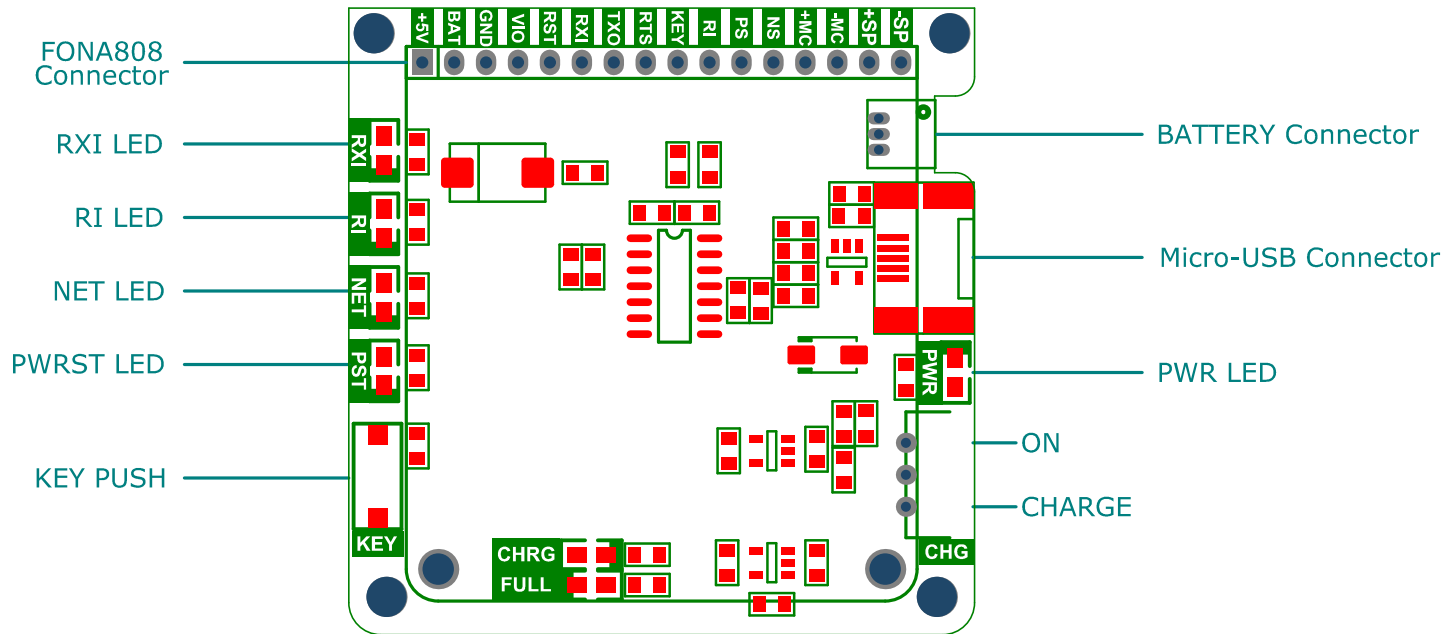 +5V
BAT
GND
VIO
RST
RXI
TXO
RTS
KEY
RI
PS
NS
+MC
-MC
+SP
-SP
FONA808
Connector
RXI LED
RXI
BATTERY Connector
RI LED
RI
Micro-USB Connector
NET LED
NET
PWRST LED
PST
PWR
PWR LED
ON
KEY PUSH
CHARGE
KEY
CHRG
CHG
FULL